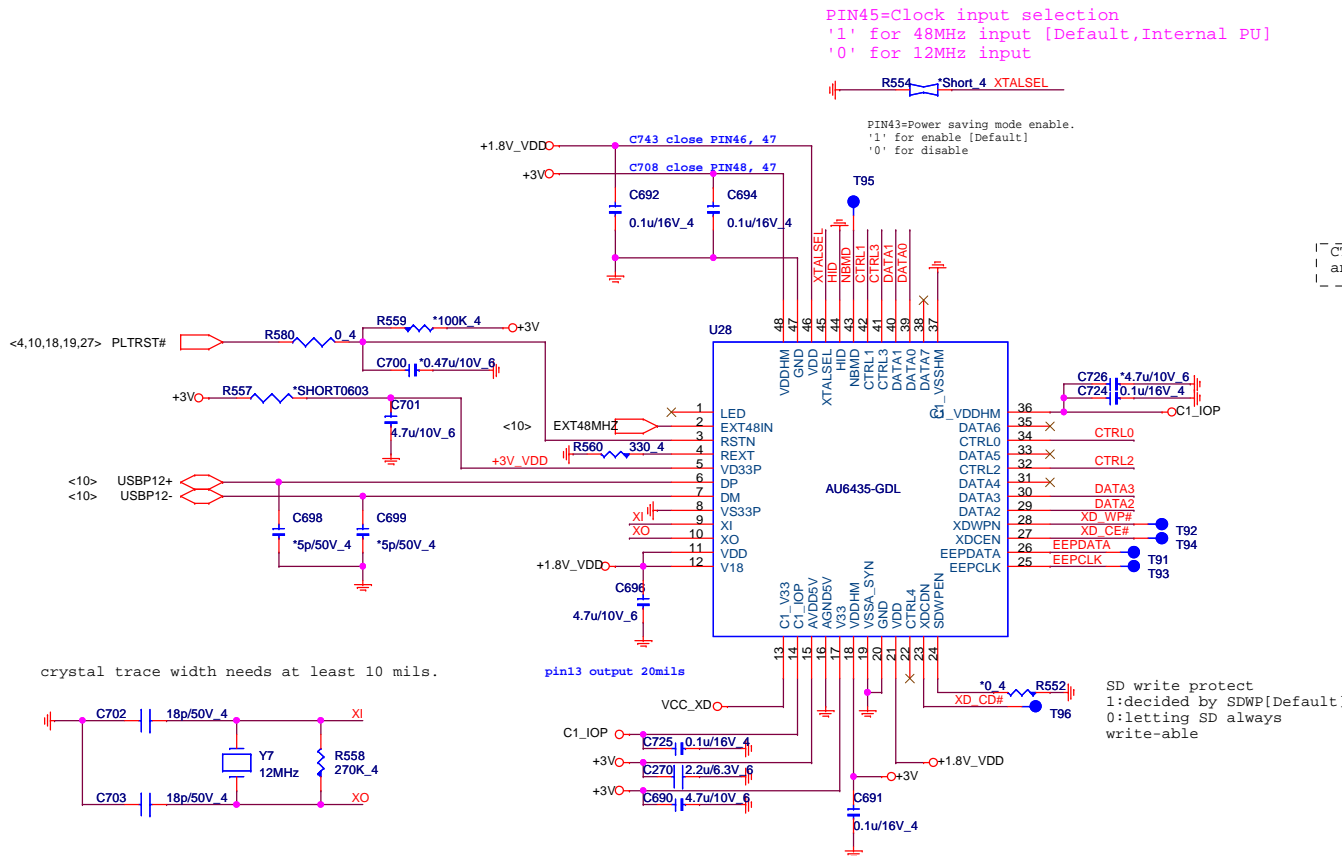 PIN45=Clock input selection
'1' for 48MHz input [Default,Internal PU]
'0' for 12MHz input
R554
*Short_4
XTALSEL
PIN43=Power saving mode enable.
'1' for enable [Default]
'0' for disable
+1.8V_VDD
C743 close PIN46, 47
+3V
C708 close PIN48, 47
C692
0.1u/16V_4
C694
0.1u/16V_4
T95
XTALSEL
HID
NBMD
CTRL1
CTRL3
DATA1
DATA0
48
47
46
45
44
43
42
41
40
39
38
37
U28
VDDHM
GND
VDD
XTALSEL
HID
NBMD
CTRL1
CTRL3
DATA1
DATA0
DATA7
C1_VSSHM
<4,10,18,19,27> PLTRST#
R580
0_4
R559
*100K_4
+3V
C700
*0.47u/10V_6
+3V
R557
*SHORT0603
C701
4.7u/10V_6
<10>
EXT48MHZ
R560
330_4
+3V_VDD
<10>
USBP12+
<10>
USBP12-
C698
*5p/50V_4
C699
*5p/50V_4
XI
XO
+1.8V_VDD
C696
4.7u/10V_6
1 LED
2 EXT48IN
3 RSTN
4 REXT
5 VD33P
6 DP
7 DM
8 VS33P
9 XI
10 XO
11 VDD
12 V18
AU6435-GDL
C1_VDDHM 36
DATA6 35
CTRL0 34
DATA5 33
CTRL2 32
DATA4 31
DATA3 30
DATA2 29
XDWPN 28
XDCEN 27
EEPDATA 26
EEPCLK 25
C726
*4.7u/10V_6
C724
0.1u/16V_4
C1_IOP
CTRL0
CTRL2
DATA3
DATA2
XD_WP#
XD_CE#
EEPDATA
EEPCLK
T92
T94
T91
T93
C1_V33
C1_IOP
AVDD5V
AGND5V
V33
VDDHM
VSSA_SYN
GND
VDD
CTRL4
XDCDN
SDWPEN
13
14
15
16
17
18
19
20
21
22
23
24
crystal trace width needs at least 10 mils.
pin13 output 20mils
*0_4
R552
XD_CD#
T96
SD write protect
1:decided by SDWP[Default]
0:letting SD always
write-able
VCC_XD
C1_IOP
C725
0.1u/16V_4
+3V
C270
2.2u/6.3V_6
+3V
C690
4.7u/10V_6
+1.8V_VDD
+3V
C691
0.1u/16V_4
C702
18p/50V_4
XI
Y7
12MHz
R558
270K_4
C703
18p/50V_4
XO